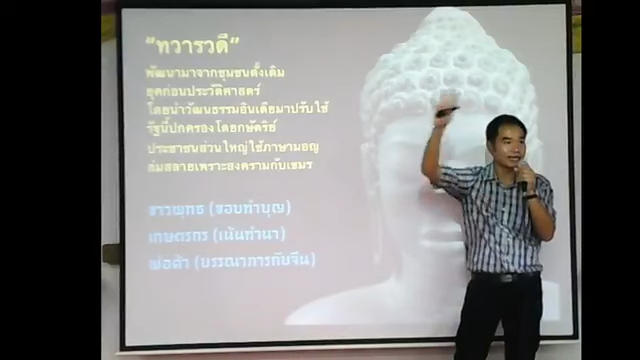 “ทวารวดี”
พัฒนามาจากชุมชนดั้งเดิม
ยุคก่อนประวัติศาสตร์
โดยนำวัฒนธรรมอินเดียมาปรับใช้
รัฐนี้ปกครองโดยกษัตริย์
ประชาชนส่วนใหญ่ใช้ภาษามอญ
ล่มสลายเพราะสงครามกับเขมร
ชาวพุทธ (ชอบทำบุญ)
เกษตรกร (เน้นทำนา)
พ่อค้า (บรรณาการกับจีน)